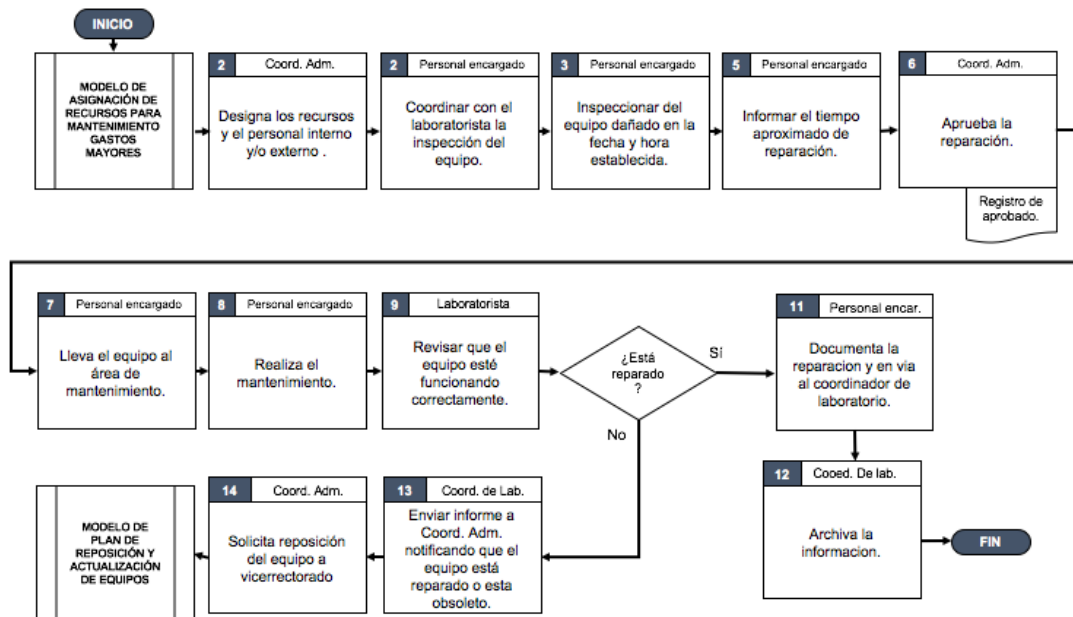 INICIO
MODELO DE
ASIGNACIÓN DE
RECURSOS PARA
MANTENIMIENTO
GASTOS
MAYORES
2 Coord. Adm.
Designa los recursos
y el personal interno
y/o externo .
2 Personal encargado
Coordinar con el
laboratorista la
inspección del
equipo.
3 Personal encargado
Inspeccionar del
equipo dañado en la
fecha y hora
establecida.
5 Personal encargado
Informar el tiempo
aproximado de
reparación.
6 Coord. Adm.
Aprueba la
reparación.
Registro de
aprobado.
7 Personal encargado
Lleva el equipo al
área de
mantenimiento.
8 Personal encargado
Realiza el
mantenimiento.
9 Laboratorista
Revisar que el
equipo esté
funcionando
correctamente.
¿Está
reparado
?
Sí
No
11 Personal encar.
Documenta la
reparacion y en via
al coordinador de
laboratorio.
12 Cooed. De lab.
Archiva la
informacion.
FIN
13 Coord. de Lab.
Enviar informe a
Coord. Adm.
notificando que el
equipo está
reparado o esta
obsoleto.
14 Coord. Adm.
Solicita reposición
del equipo a
vicerrectorado
MODELO DE
PLAN DE
REPOSICIÓN Y
ACTUALIZACIÓN
DE EQUIPOS